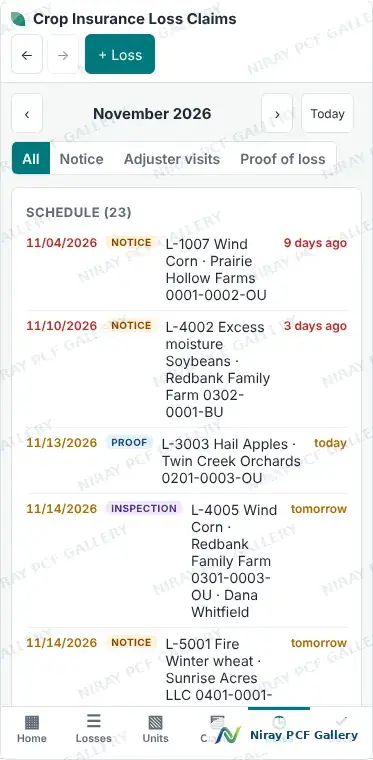 Crop Insurance Loss Claims
← → + Loss
‹ November 2026 › Today
All Notice Adjuster visits Proof of loss
SCHEDULE (23)
11/04/2026 NOTICE L-1007 Wind 9 days ago
Corn · Prairie
Hollow Farms
0001-0002-OU
11/10/2026 NOTICE L-4002 Excess 3 days ago
moisture
Soybeans ·
Redbank Family
Farm 0302-
0001-BU
11/13/2026 PROOF L-3003 Hail Apples · today
Twin Creek Orchards
0201-0003-OU
11/14/2026 INSPECTION L-4005 Wind tomorrow
Corn ·
Redbank
Family Farm
0301-0003-
OU · Dana
Whitfield
11/14/2026 NOTICE L-5001 Fire tomorrow
Winter wheat ·
Sunrise Acres
LLC 0401-0001-
Home Losses Units
Niray PCF Gallery
NIRAY PCF GALLERY